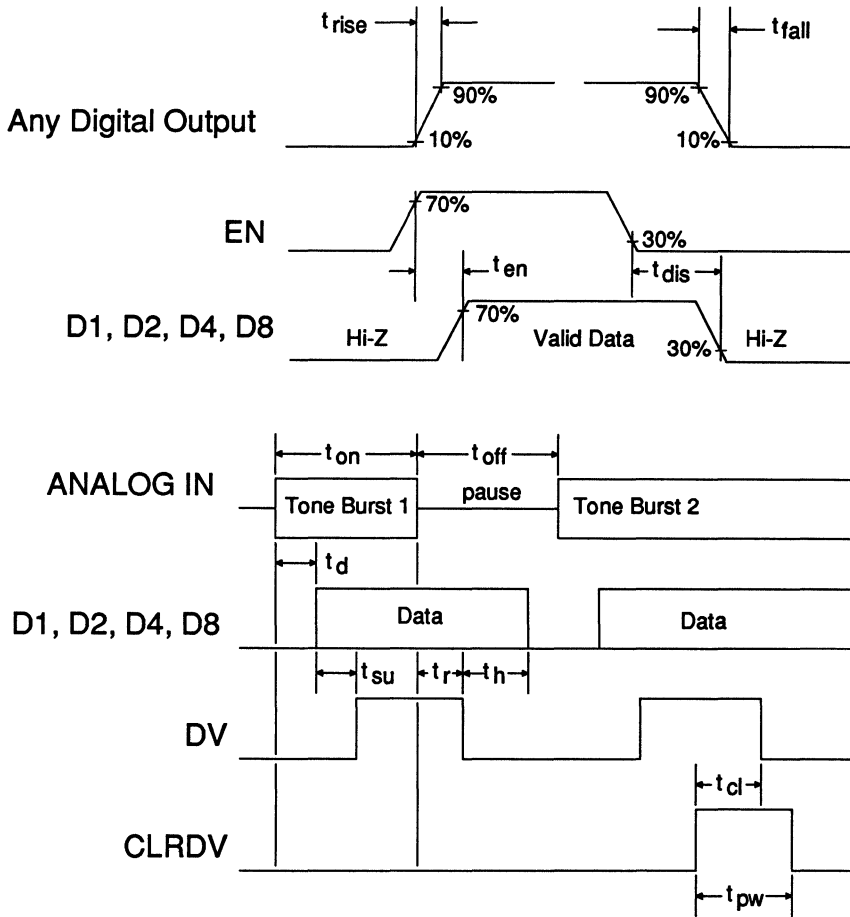 t rise
t fall
Any Digital Output
90%
90%
10%
10%
EN
70%
30%
t en
t dis
D1, D2, D4, D8
Hi-Z
70%
Valid Data
30%
Hi-Z
t on
t off
ANALOG IN
Tone Burst 1
pause
Tone Burst 2
t d
D1, D2, D4, D8
Data
Data
t su
t r
t h
DV
t cl
CLRDV
t pw